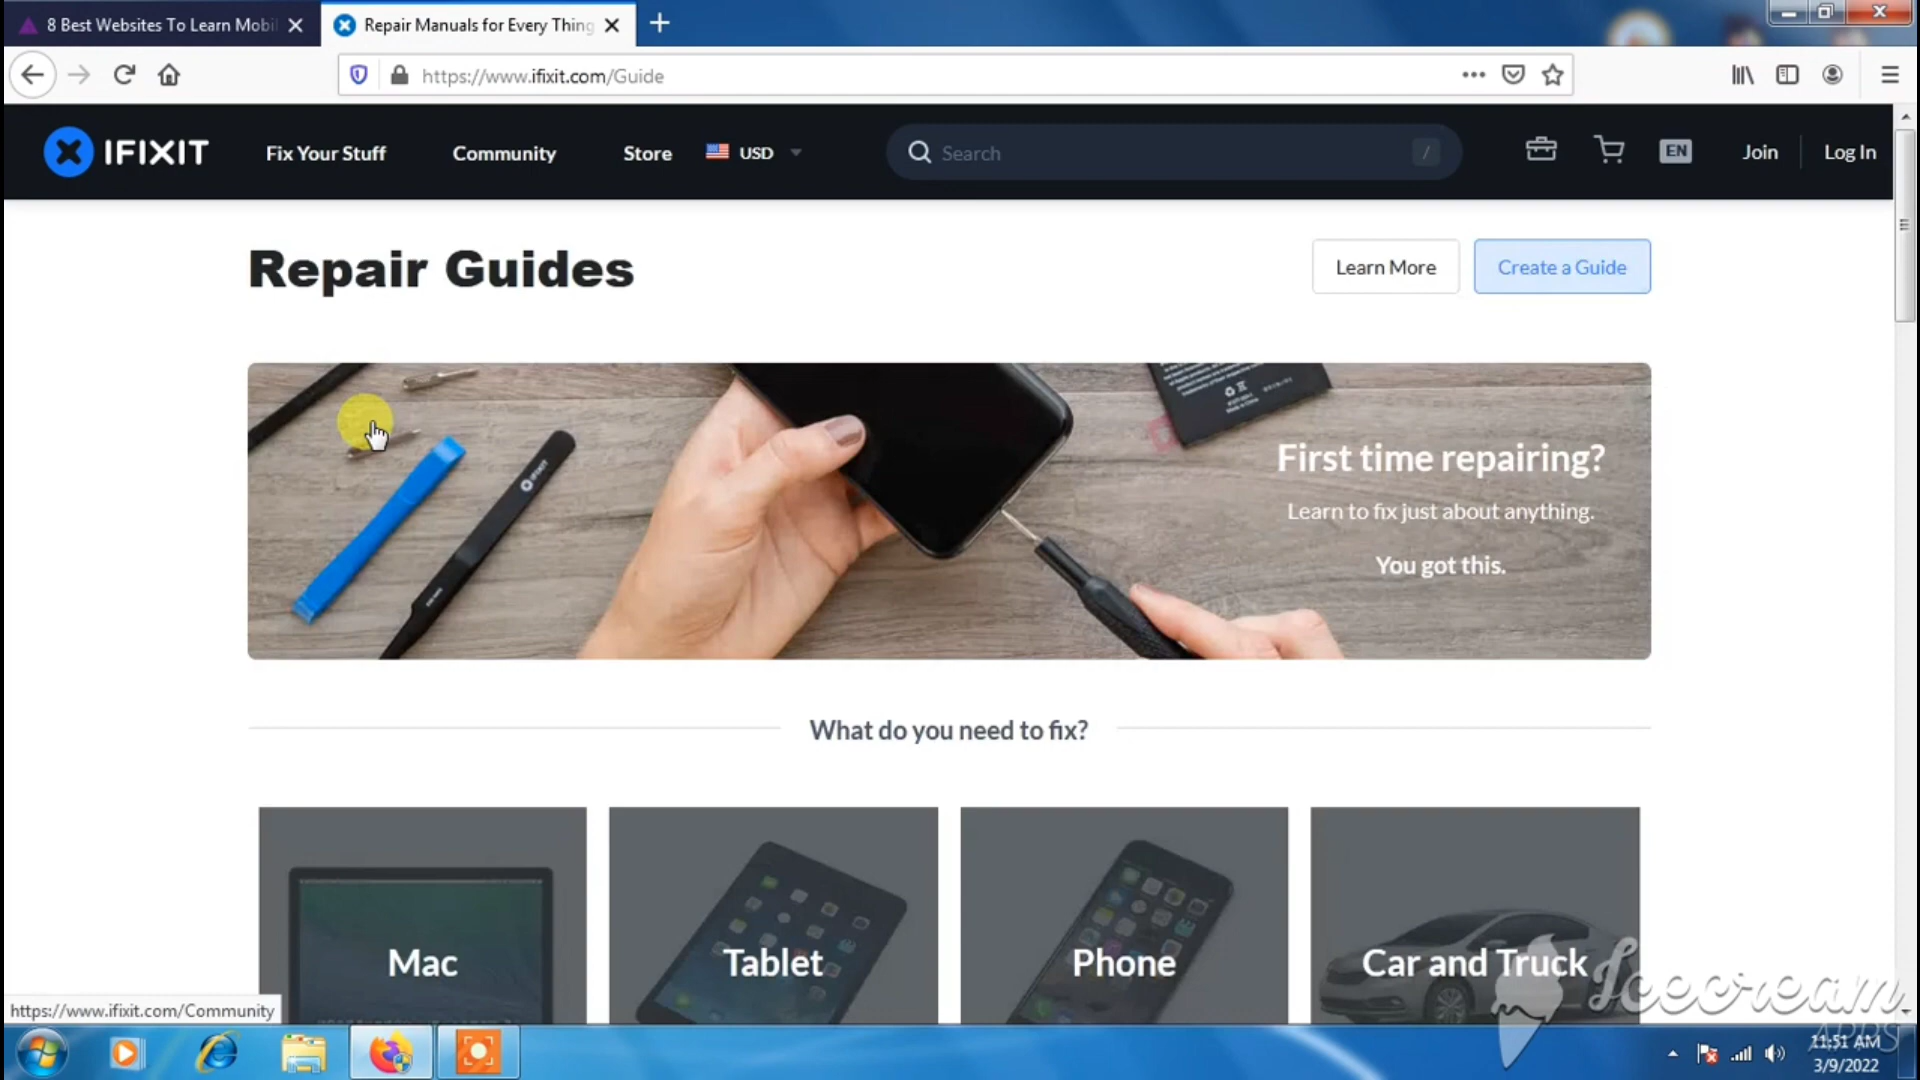 8 Best Websites To Learn Mobil
Repair Manuals for Every Thing
https://www.ifixit.com/Guide
IFIXIT
Fix Your Stuff
Community
Store
USD
Search
/
EN
Join
Log In
Repair Guides
Learn More
Create a Guide
First time repairing?
Learn to fix just about anything.
You got this.
What do you need to fix?
Mac
Tablet
Phone
Car and Truck
Icecream
APPS
https://www.ifixit.com/Community
11:51 AM
3/9/2022